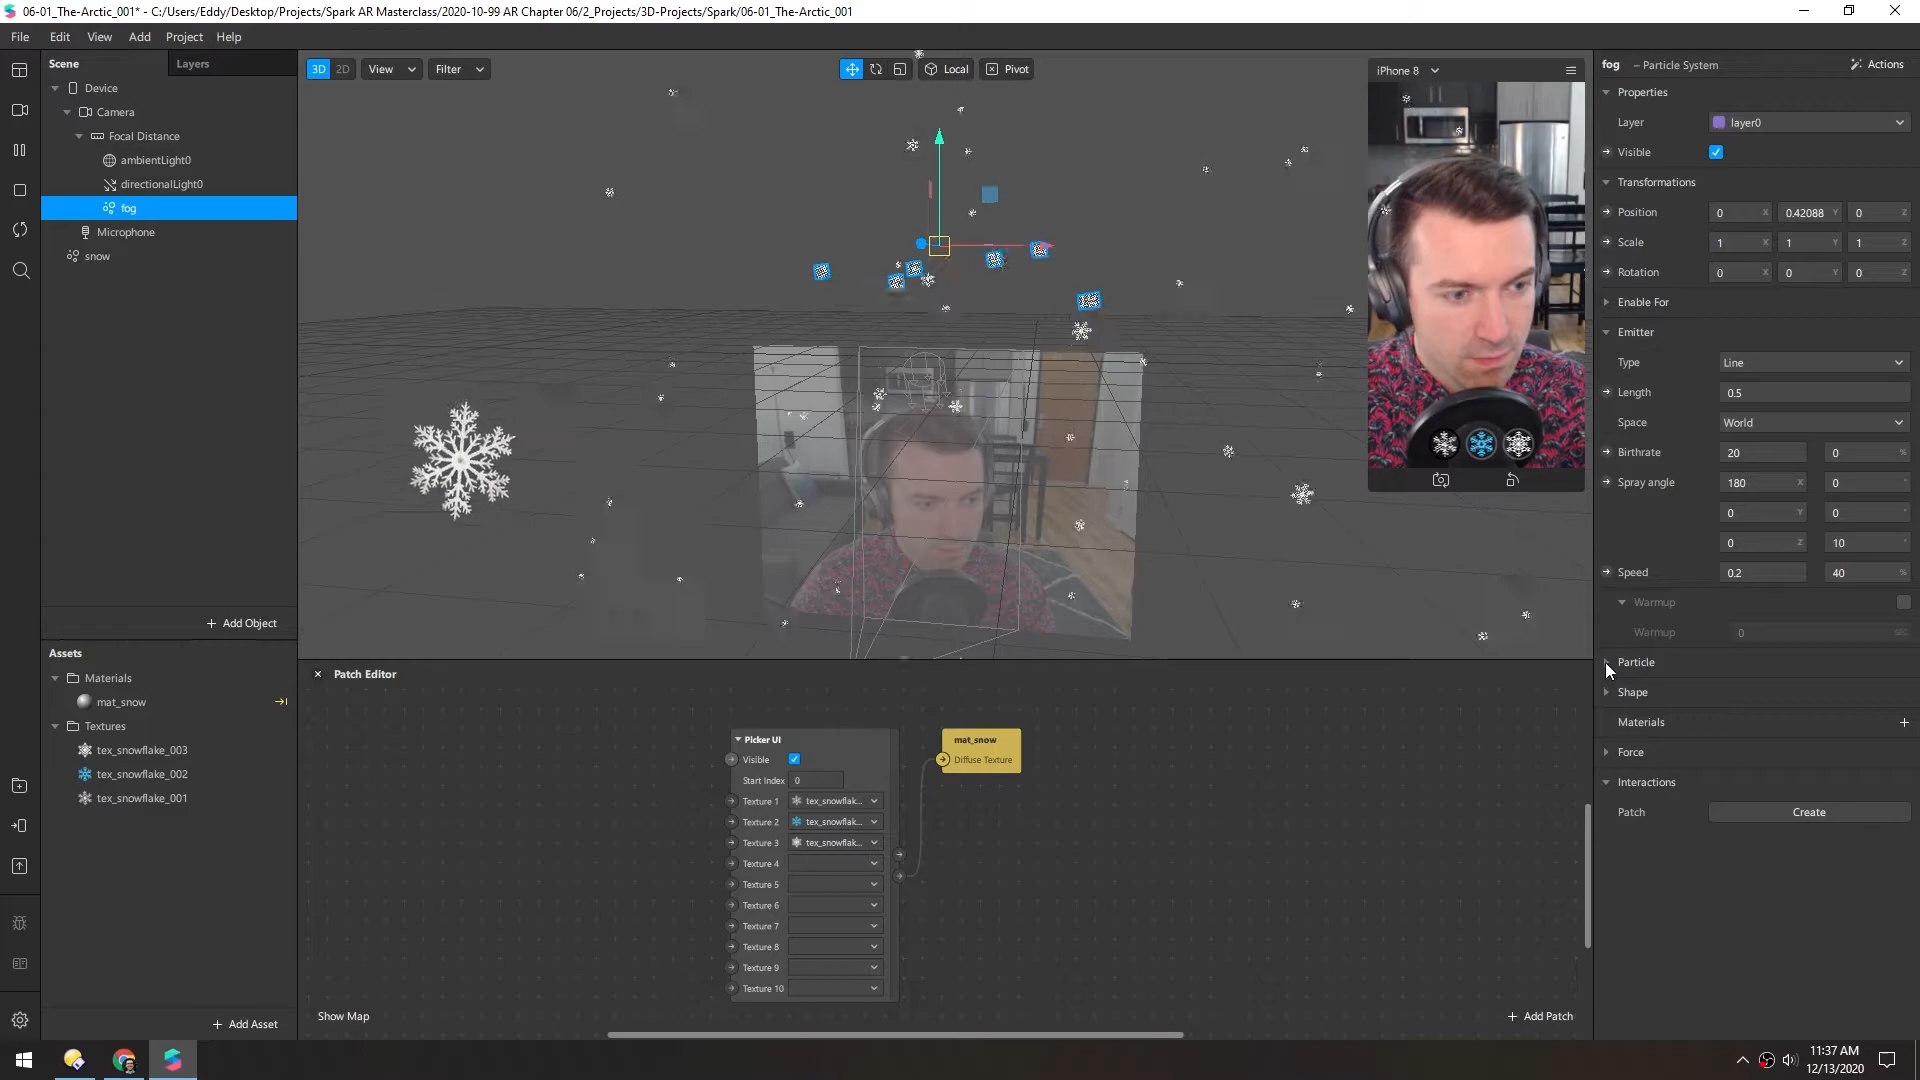 06-01_The-Arctic_001* - C:/Users/Eddy/Desktop/Projects/Spark AR Masterclass/2020-10-99 AR Chapter 06/2_Projects/3D-Projects/Spark/06-01_The-Arctic_001
File Edit View Add Project Help
Scene Layers
Device
Camera
Focal Distance
ambientLight0
directionalLight0
fog
Microphone
snow
+ Add Object
Assets
Materials
mat_snow
Textures
tex_snowflake_003
tex_snowflake_002
tex_snowflake_001
+ Add Asset
3D 2D View Filter Local Pivot
iPhone 8
Patch Editor
Picker UI
Visible
Start Index 0
Texture 1 tex_snowflak...
Texture 2 tex_snowflak...
Texture 3 tex_snowflak...
Texture 4
Texture 5
Texture 6
Texture 7
Texture 8
Texture 9
Texture 10
mat_snow
Diffuse Texture
Show Map
+ Add Patch
fog – Particle System Actions
Properties
Layer layer0
Visible
Transformations
Position 0 X 0.42088 Y 0 Z
Scale 1 X 1 Y 1 Z
Rotation 0 X 0 Y 0 Z
Enable For
Emitter
Type Line
Length 0.5
Space World
Birthrate 20 0 %
Spray angle 180 X 0 °
0 Y 0 °
0 Z 10 °
Speed 0.2 40 %
Warmup
Warmup 0 sec
Particle
Shape
Materials +
Force
Interactions
Patch Create
11:37 AM
12/13/2020